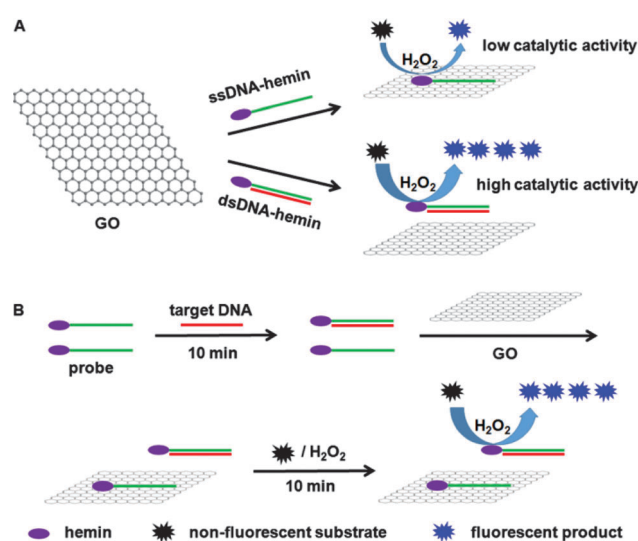 A
ssDNA-hemin
H₂O₂
low catalytic activity
GO
dsDNA-hemin
H₂O₂
high catalytic activity
B
probe
target DNA
10 min
GO
/ H₂O₂
10 min
H₂O₂
hemin
non-fluorescent substrate
fluorescent product